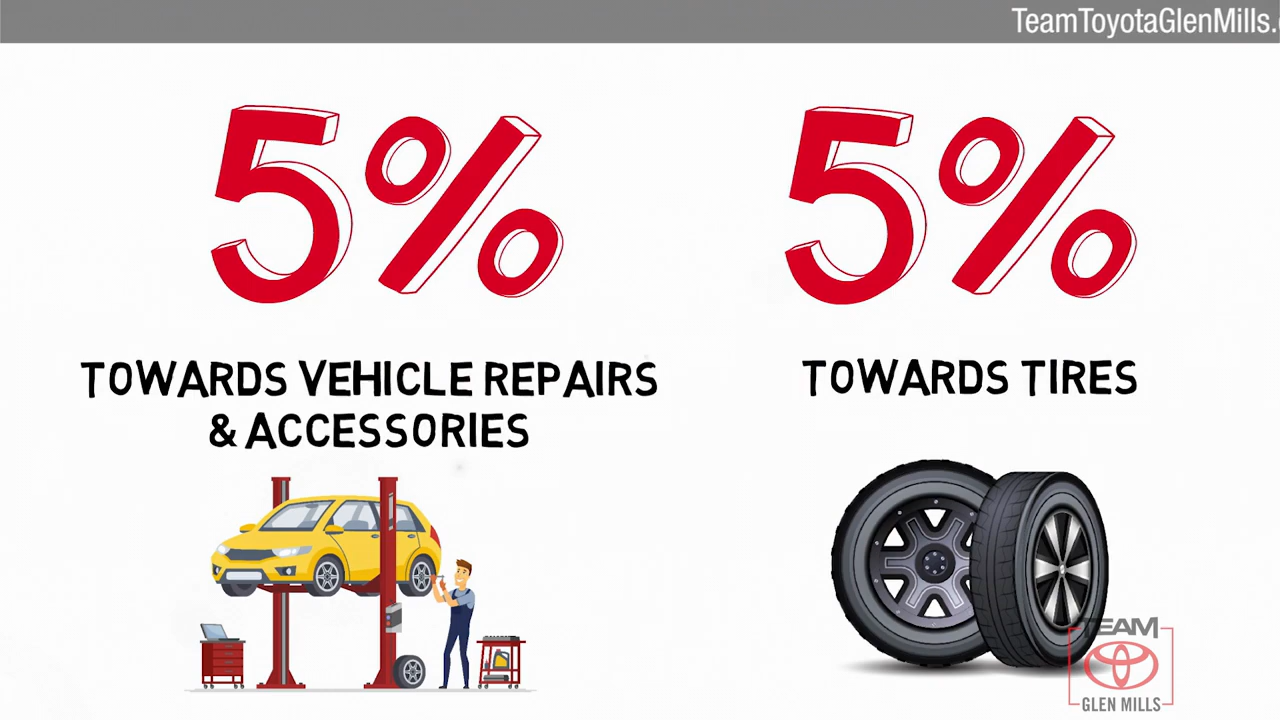 TeamToyotaGlenMills.
5%
5%
TOWARDS VEHICLE REPAIRS
& ACCESSORIES
TOWARDS TIRES
TEAM
GLEN MILLS